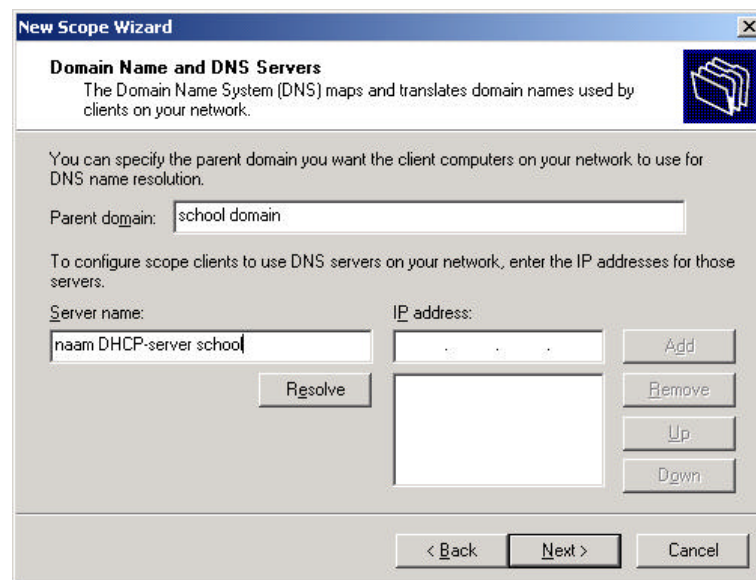 New Scope Wizard
Domain Name and DNS Servers
The Domain Name System (DNS) maps and translates domain names used by
clients on your network.
You can specify the parent domain you want the client computers on your network to use for
DNS name resolution.
Parent domain: school domain
To configure scope clients to use DNS servers on your network, enter the IP addresses for those
servers.
Server name: IP address:
naam DHCP-server school . . . Add
Resolve Remove
Up
Down
< Back Next > Cancel